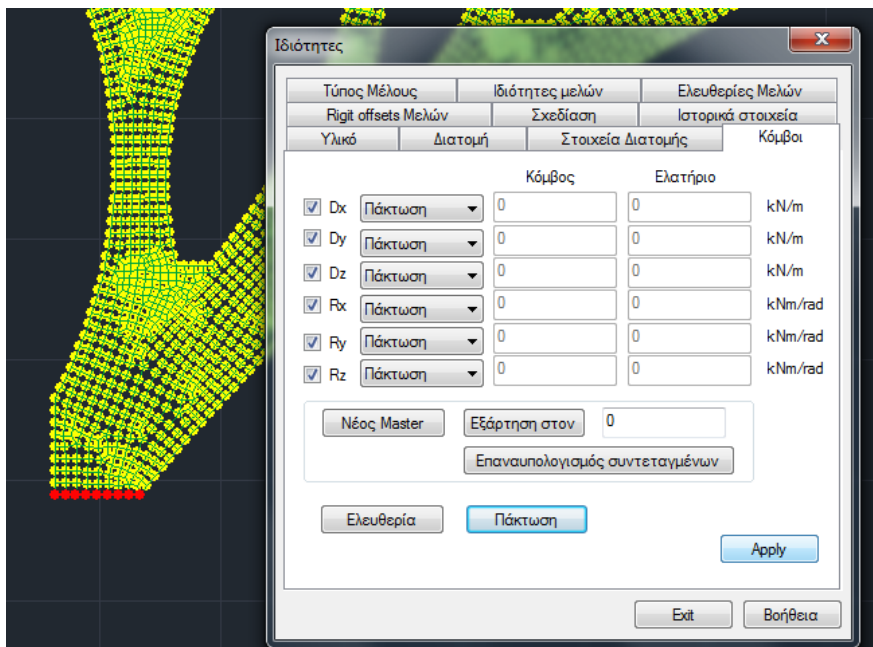 Ιδιότητες
Τύπος Μέλους Ιδιότητες μελών Ελευθερίες Μελών
Rigit offsets Μελών Σχεδίαση Ιστορικά στοιχεία
Υλικό Διατομή Στοιχεία Διατομής Κόμβοι
Κόμβος Ελατήριο
Dx Πάκτωση 0 0 kN/m
Dy Πάκτωση 0 0 kN/m
Dz Πάκτωση 0 0 kN/m
Rx Πάκτωση 0 0 kNm/rad
Ry Πάκτωση 0 0 kNm/rad
Rz Πάκτωση 0 0 kNm/rad
Νέος Master Εξάρτηση στον 0
Επαναυπολογισμός συντεταγμένων
Ελευθερία Πάκτωση
Apply
Exit Βοήθεια